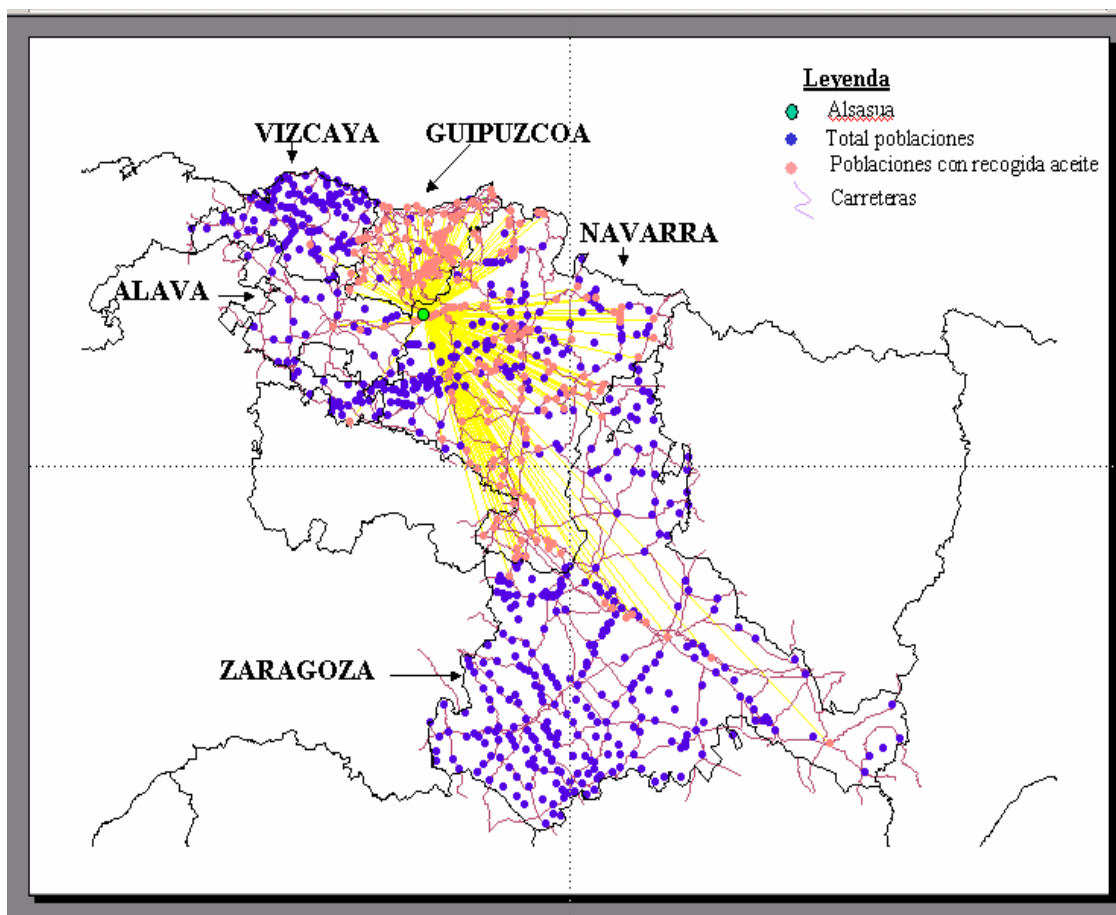 Leyenda
Alsasua
Total poblaciones
Poblaciones con recogida aceite
Carreteras
VIZCAYA
GUIPUZCOA
NAVARRA
ALAVA
ZARAGOZA